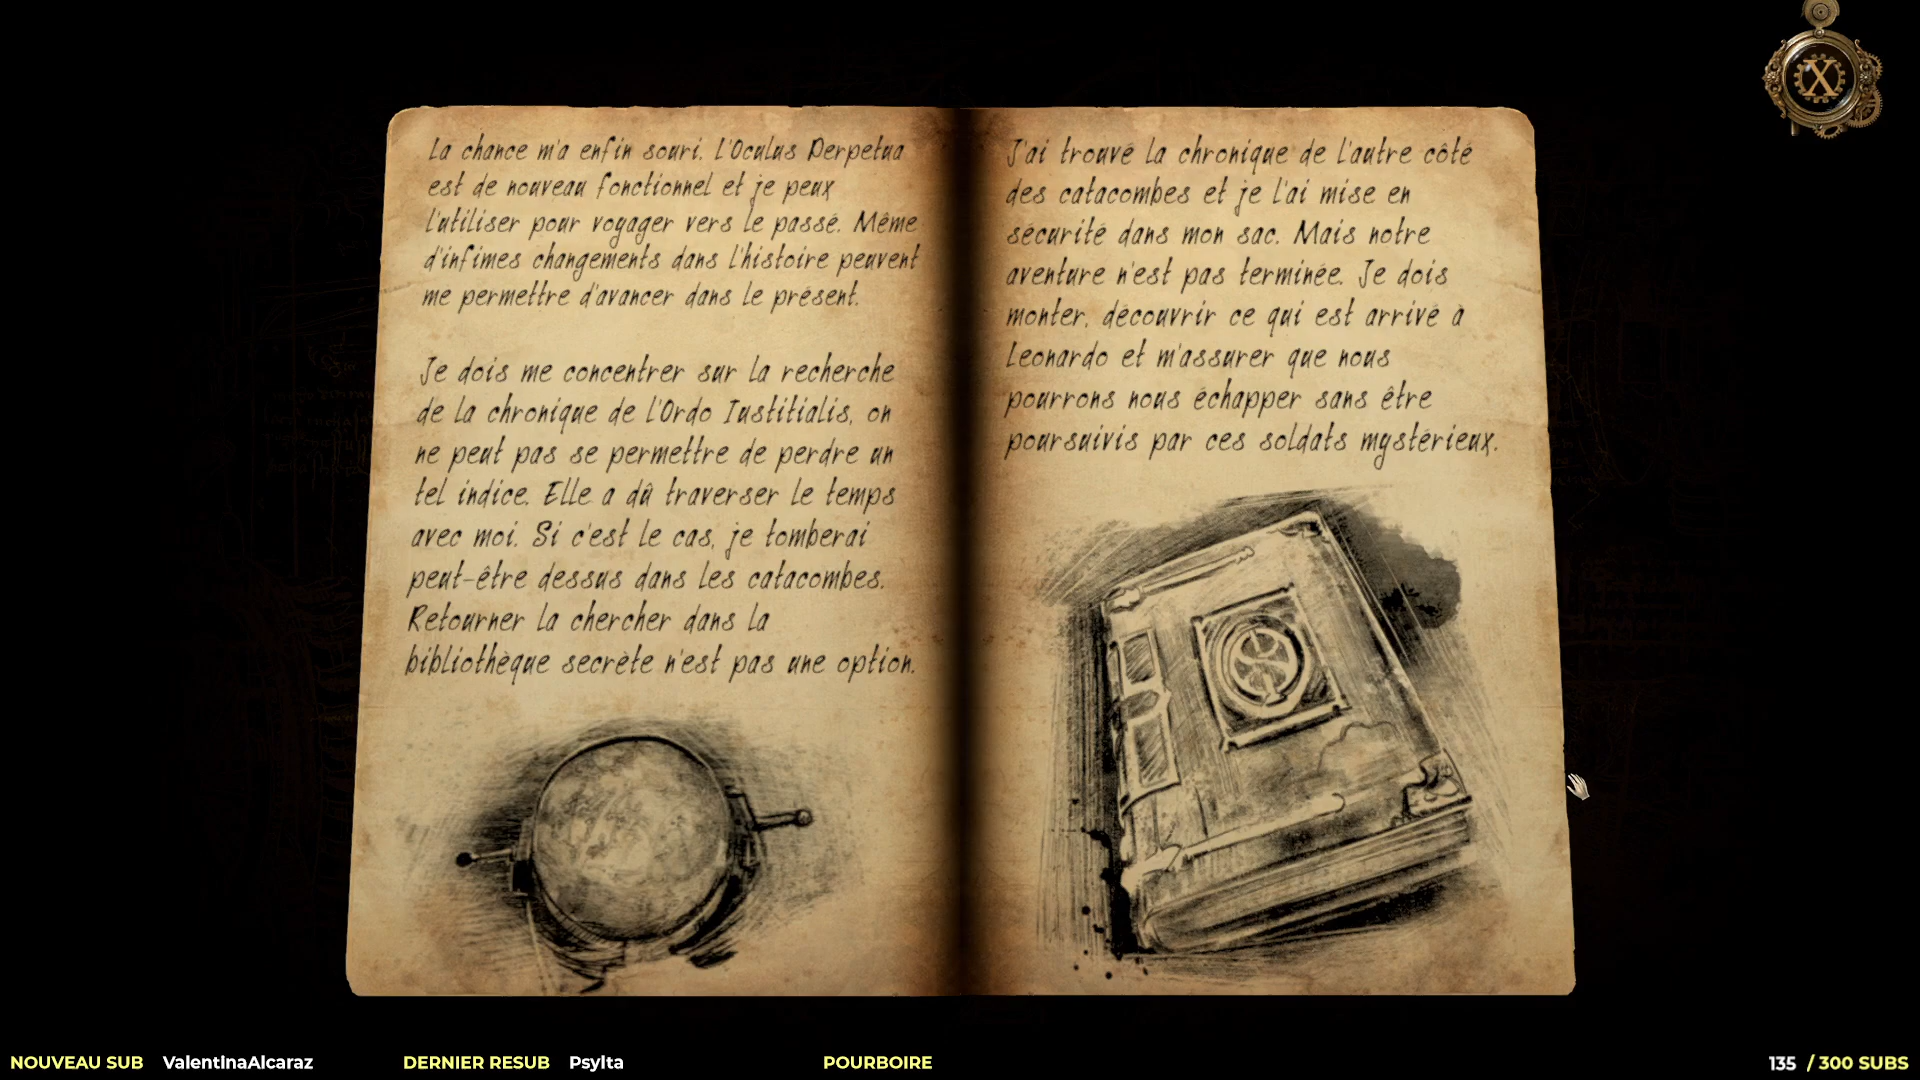 La chance m'a enfin souri. L'Oculus Perpetua
est de nouveau fonctionnel et je peux
l'utiliser pour voyager vers le passé. Même
d'infimes changements dans l'histoire peuvent
me permettre d'avancer dans le présent.
Je dois me concentrer sur la recherche
de la chronique de l'Ordo Iustitialis, on
ne peut pas se permettre de perdre un
tel indice. Elle a dû traverser le temps
avec moi. Si c'est le cas, je tomberai
peut-être dessus dans les catacombes.
Retourner la chercher dans la
bibliothèque secrète n'est pas une option.
J'ai trouvé la chronique de l'autre côté
des catacombes et je l'ai mise en
sécurité dans mon sac. Mais notre
aventure n'est pas terminée. Je dois
monter, découvrir ce qui est arrivé à
Leonardo et m'assurer que nous
pourrons nous échapper sans être
poursuivis par ces soldats mystérieux.
X
NOUVEAU SUB ValentinaAlcaraz DERNIER RESUB Psylta POURBOIRE 135 / 300 SUBS